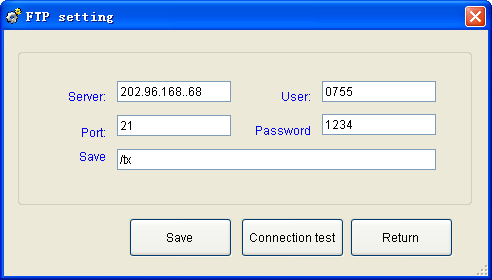 FTP setting
Server: 202.96.168..68 User: 0755
Port: 21 Password 1234
Save /tx
Save Connection test Return